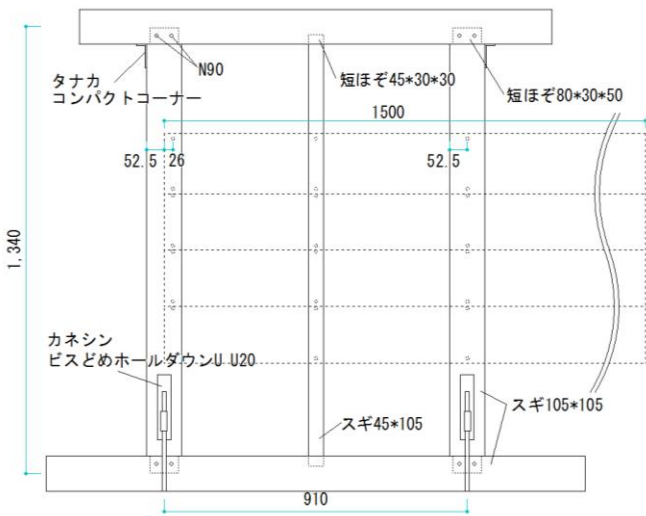 N90
タナカ
コンパクトコーナー
短ほぞ45*30*30
短ほぞ80*30*50
1500
52.5
26
52.5
1,340
カネシン
ビスどめホールダウンU U20
スギ105*105
スギ45*105
910